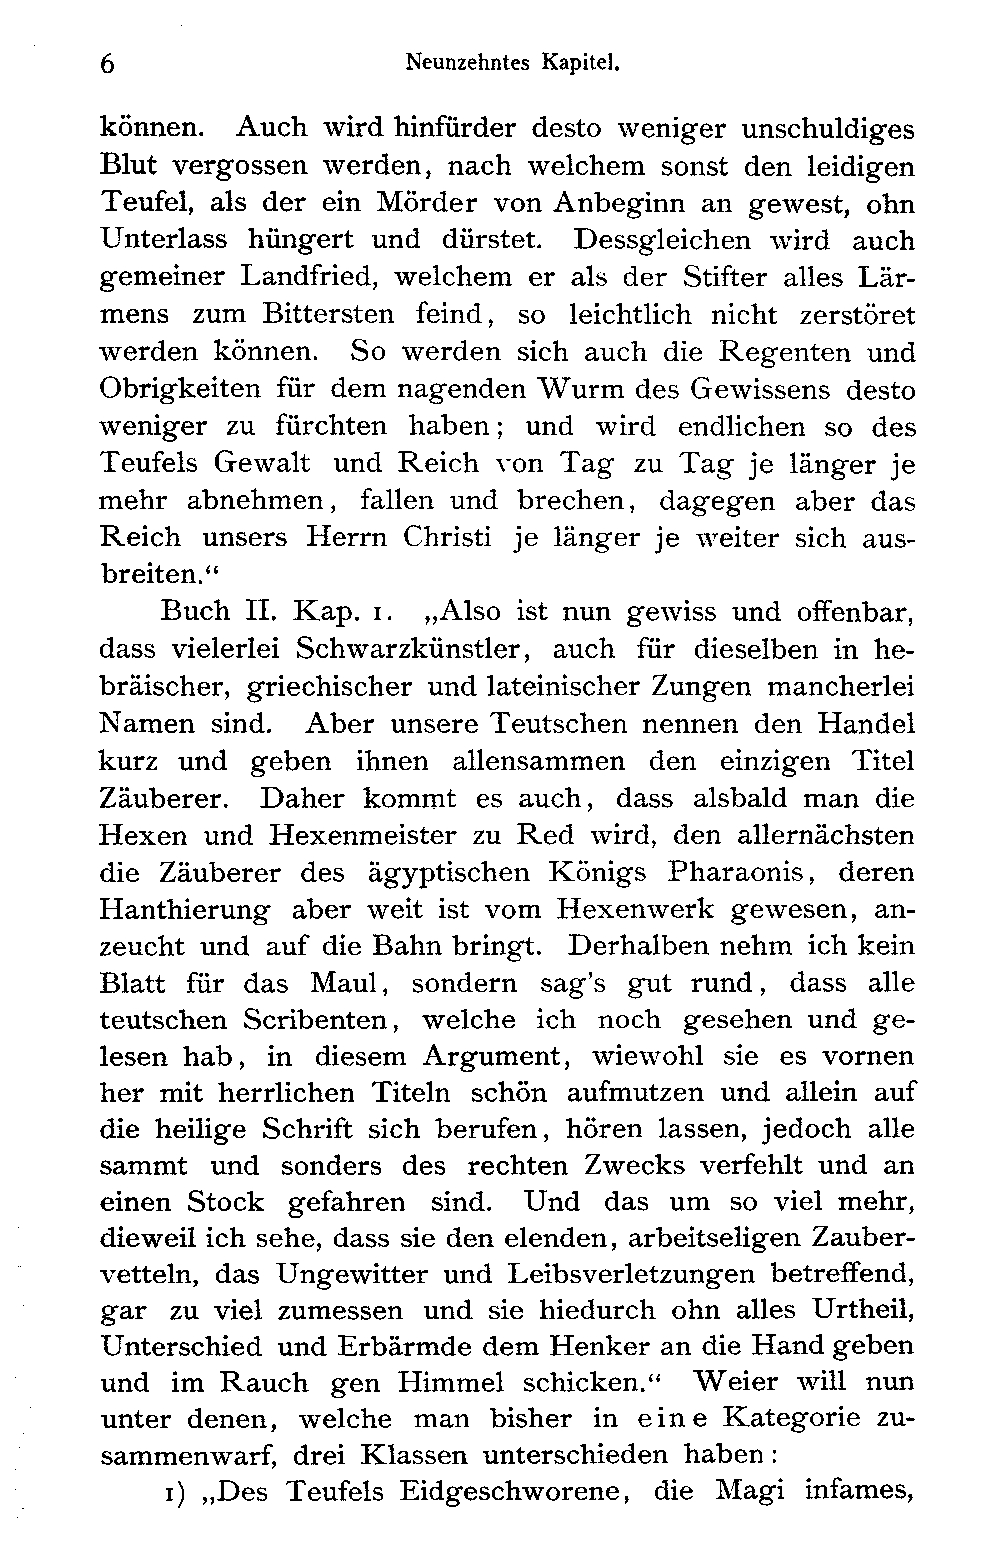 6 Neunzehntes Kapitel.
können. Auch wird hinfürder desto weniger unschuldiges
Blut vergossen werden, nach welchem sonst den leidigen
Teufel, als der ein Mörder von Anbeginn an gewest, ohn
Unterlass hüngert und dürstet. Dessgleichen wird auch
gemeiner Landfried, welchem er als der Stifter alles Lär-
mens zum Bittersten feind, so leichtlich nicht zerstöret
werden können. So werden sich auch die Regenten und
Obrigkeiten für dem nagenden Wurm des Gewissens desto
weniger zu fürchten haben; und wird endlichen so des
Teufels Gewalt und Reich von Tag zu Tag je länger je
mehr abnehmen, fallen und brechen, dagegen aber das
Reich unsers Herrn Christi je länger je weiter sich aus-
breiten.“
Buch II. Kap. 1. „Also ist nun gewiss und offenbar,
dass vielerlei Schwarzkünstler, auch für dieselben in he-
bräischer, griechischer und lateinischer Zungen mancherlei
Namen sind. Aber unsere Teutschen nennen den Handel
kurz und geben ihnen allensammen den einzigen Titel
Zäuberer. Daher kommt es auch, dass alsbald man die
Hexen und Hexenmeister zu Red wird, den allernächsten
die Zäuberer des ägyptischen Königs Pharaonis, deren
Hanthierung aber weit ist vom Hexenwerk gewesen, an-
zeucht und auf die Bahn bringt. Derhalben nehm ich kein
Blatt für das Maul, sondern sag's gut rund, dass alle
teutschen Scribenten, welche ich noch gesehen und ge-
lesen hab, in diesem Argument, wiewohl sie es vornen
her mit herrlichen Titeln schön aufmutzen und allein auf
die heilige Schrift sich berufen, hören lassen, jedoch alle
sammt und sonders des rechten Zwecks verfehlt und an
einen Stock gefahren sind. Und das um so viel mehr,
dieweil ich sehe, dass sie den elenden, arbeitseligen Zauber-
vetteln, das Ungewitter und Leibsverletzungen betreffend,
gar zu viel zumessen und sie hiedurch ohn alles Urtheil,
Unterschied und Erbärmde dem Henker an die Hand geben
und im Rauch gen Himmel schicken.“ Weier will nun
unter denen, welche man bisher in eine Kategorie zu-
sammenwarf, drei Klassen unterschieden haben:
1) „Des Teufels Eidgeschworene, die Magi infames,